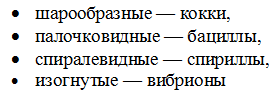 • шарообразные — кокки,
• палочковидные — бациллы,
• спиралевидные — спириллы,
• изогнутые — вибрионы